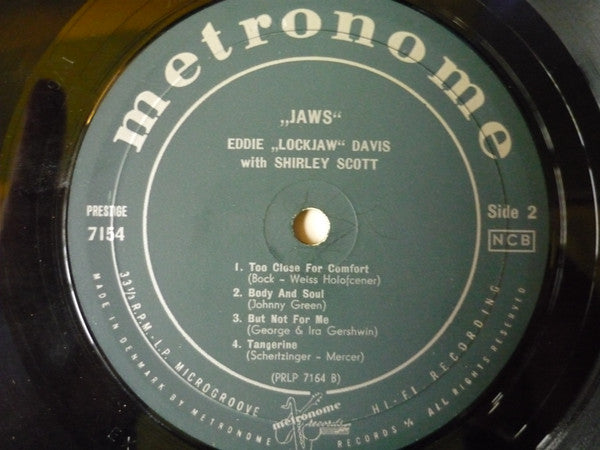 metronome
„JAWS“
EDDIE „LOCKJAW“ DAVIS
with SHIRLEY SCOTT
PRESTIGE
7154
Side 2
NCB
1. Too Close For Comfort
(Bock - Weiss Holofcener)
2. Body And Soul
(Johnny Green)
3. But Not For Me
(George & Ira Gershwin)
4. Tangerine
(Schertzinger - Mercer)
(PRLP 7154 B)
33⅓ R.P.M. - L.P. MICROGROOVE
HI-FI RECORDING
metronome
records
MADE IN DENMARK BY METRONOME RECORDS A/S ALL RIGHTS RESERVED